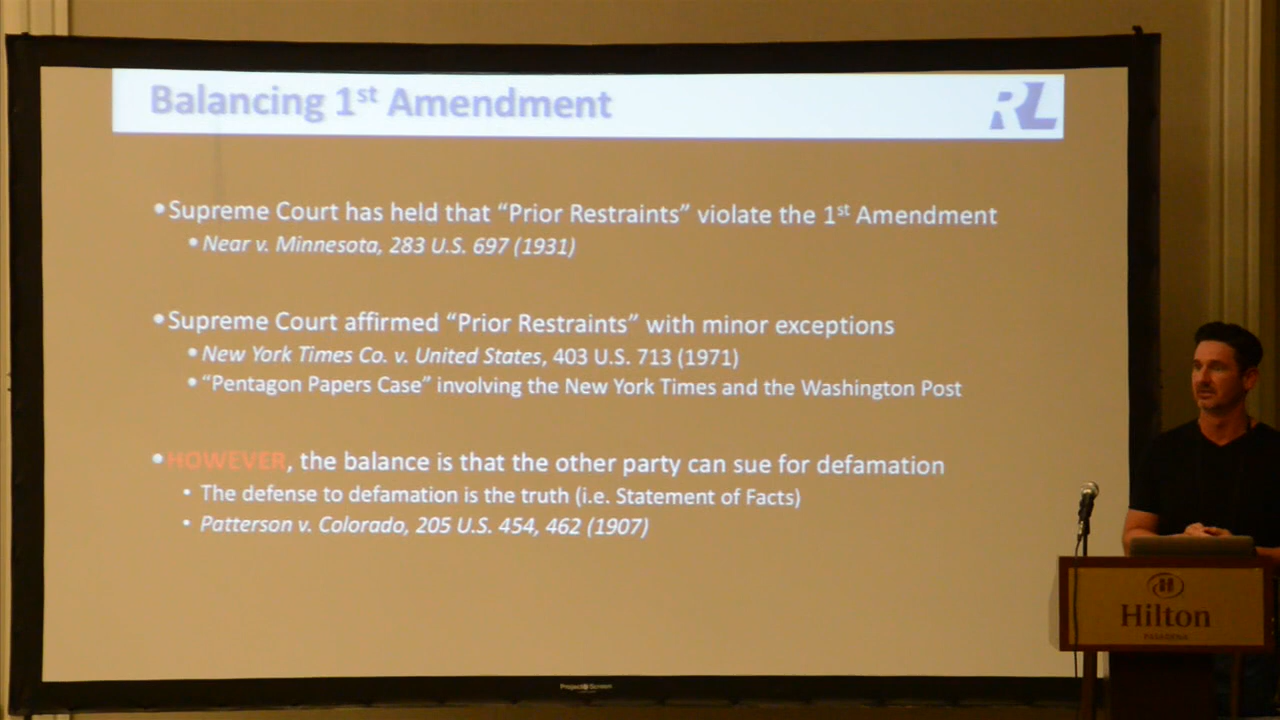 Balancing 1st Amendment
RL
•Supreme Court has held that “Prior Restraints” violate the 1st Amendment
•Near v. Minnesota, 283 U.S. 697 (1931)
•Supreme Court affirmed “Prior Restraints” with minor exceptions
•New York Times Co. v. United States, 403 U.S. 713 (1971)
•“Pentagon Papers Case” involving the New York Times and the Washington Post
•HOWEVER, the balance is that the other party can sue for defamation
• The defense to defamation is the truth (i.e. Statement of Facts)
• Patterson v. Colorado, 205 U.S. 454, 462 (1907)
H
Hilton
PASADENA
Project Screen